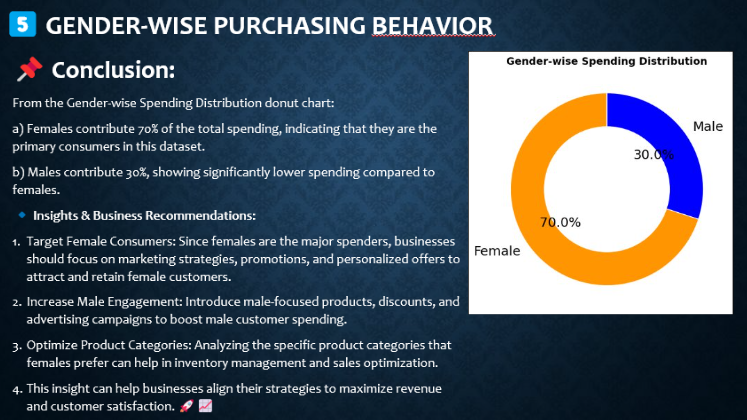 5 GENDER-WISE PURCHASING BEHAVIOR
📌 Conclusion:
From the Gender-wise Spending Distribution donut chart:
a) Females contribute 70% of the total spending, indicating that they are the
primary consumers in this dataset.
b) Males contribute 30%, showing significantly lower spending compared to
females.
🔹 Insights & Business Recommendations:
1. Target Female Consumers: Since females are the major spenders, businesses
should focus on marketing strategies, promotions, and personalized offers to
attract and retain female customers.
2. Increase Male Engagement: Introduce male-focused products, discounts, and
advertising campaigns to boost male customer spending.
3. Optimize Product Categories: Analyzing the specific product categories that
females prefer can help in inventory management and sales optimization.
4. This insight can help businesses align their strategies to maximize revenue
and customer satisfaction. 🚀 📈
Gender-wise Spending Distribution
Male
30.0%
70.0%
Female